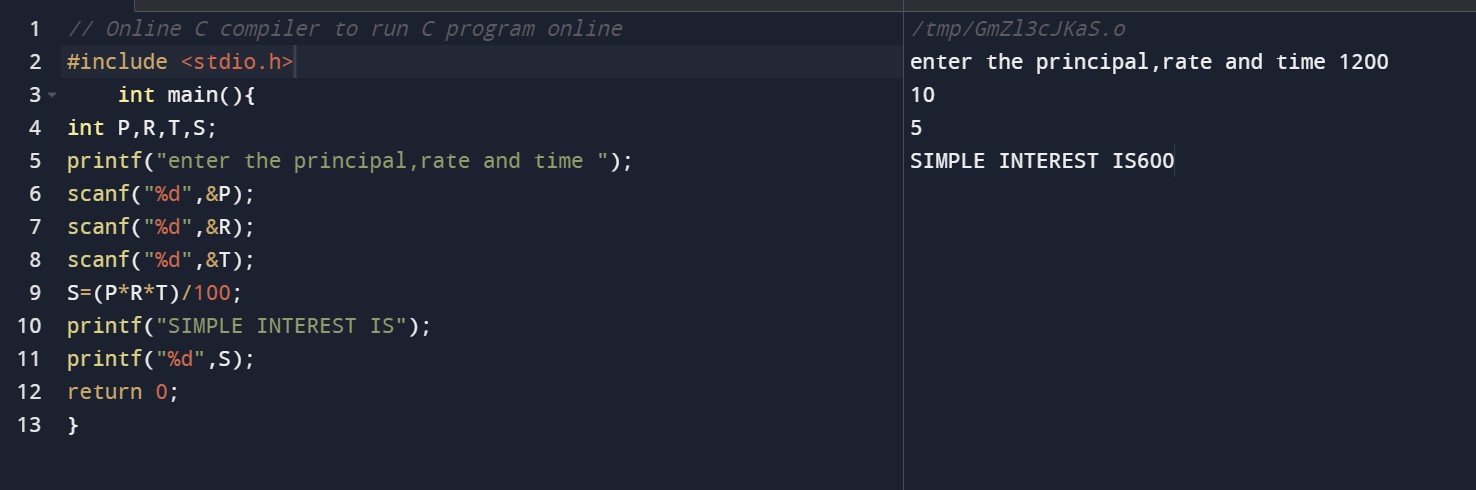 1 // Online C compiler to run C program online
2 #include <stdio.h>
3 int main(){
4 int P,R,T,S;
5 printf("enter the principal,rate and time ");
6 scanf("%d",&P);
7 scanf("%d",&R);
8 scanf("%d",&T);
9 S=(P*R*T)/100;
10 printf("SIMPLE INTEREST IS");
11 printf("%d",S);
12 return 0;
13 }
/tmp/GmZl3cJKaS.o
enter the principal,rate and time 1200
10
5
SIMPLE INTEREST IS600